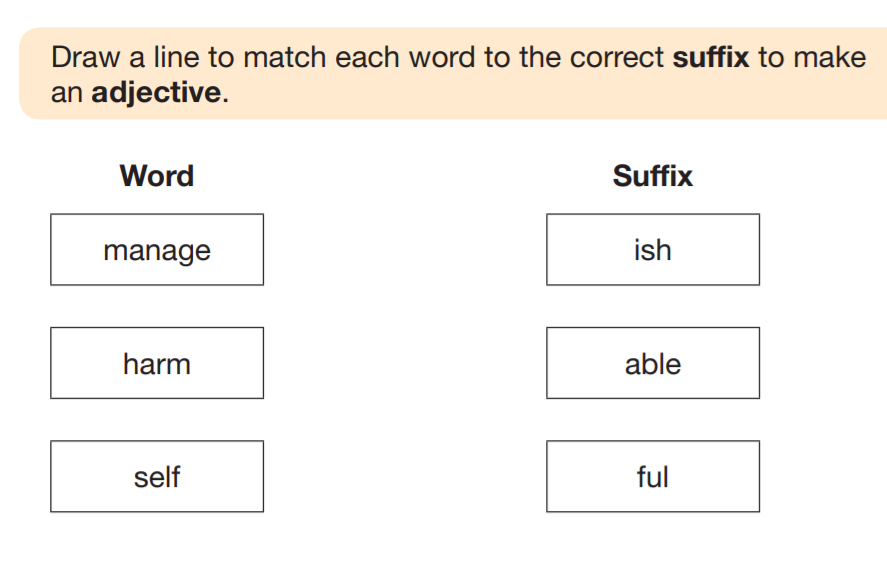 Draw a line to match each word to the correct suffix to make
an adjective.
Word Suffix
manage ish
harm able
self ful